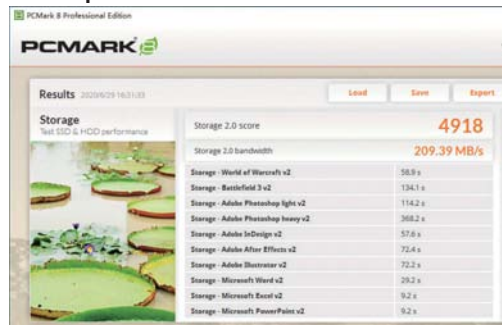 PCMark 8 Professional Edition
PCMARK 8
Results 2020/6/29 16:31:33
Load Save Export
Storage
Test SSD & HDD performance
Storage 2.0 score 4918
Storage 2.0 bandwidth 209.39 MB/s
Storage - World of Warcraft v2 58.9 s
Storage - Battlefield 3 v2 134.1 s
Storage - Adobe Photoshop light v2 114.2 s
Storage - Adobe Photoshop heavy v2 368.2 s
Storage - Adobe InDesign v2 57.6 s
Storage - Adobe After Effects v2 72.4 s
Storage - Adobe Illustrator v2 72.2 s
Storage - Microsoft Word v2 29.2 s
Storage - Microsoft Excel v2 9.2 s
Storage - Microsoft PowerPoint v2 9.2 s